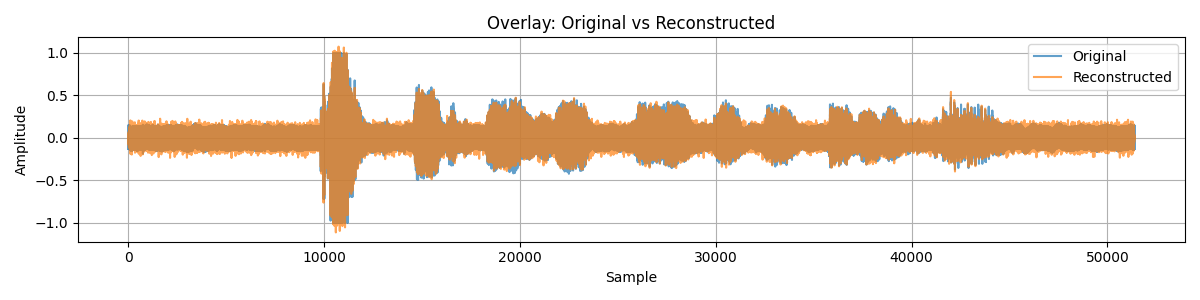 Overlay: Original vs Reconstructed
Original
Reconstructed
Amplitude
1.0
0.5
0.0
−0.5
−1.0
0 10000 20000 30000 40000 50000
Sample